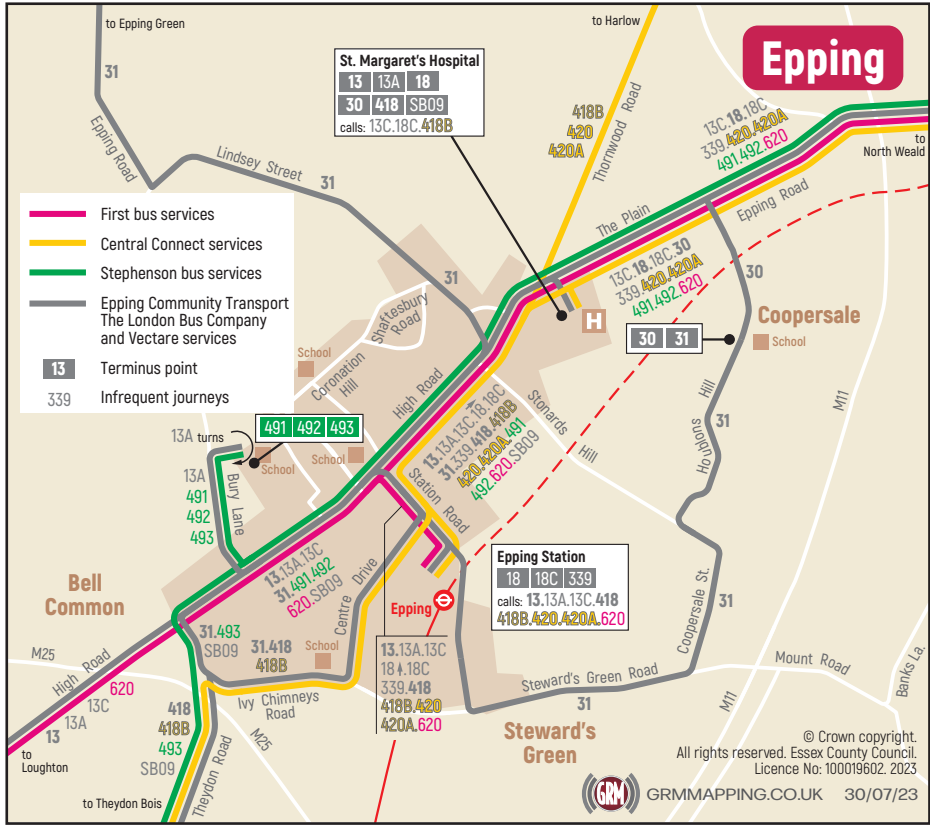 to Epping Green
to Harlow
Epping
31
Epping Road
Lindsey Street
31
St. Margaret's Hospital
13 13A 18
30 418 SB09
calls: 13C.18C.418B
418B
420
420A
Thornwood Road
13C.18.18C
339.420.420A
491.492.620
to
North Weald
First bus services
Central Connect services
Stephenson bus services
Epping Community Transport
The London Bus Company
and Vectare services
13 Terminus point
339 Infrequent journeys
The Plain
Epping Road
31
13C.18.18C.30
339.420.420A
491.492.620
30
Shaftesbury
Road
H
30 31
Coopersale
School
School
Coronation
Hill
High Road
M11
491 492 493
13A turns
School
School
13A
491
492
493
Bury Lane
13.13A.13C.18.18C
31.339.418.418B
420.420A.491
492.620.SB09
Stonards
Hill
Houblons
Hill
31
Station Road
Bell
Common
13.13A.13C
31.491.492
620.SB09
Centre Drive
Epping
Epping Station
18 18C 339
calls: 13.13A.13C.418
418B.420.420A.620
Coopersale St.
31
31.493
SB09
31.418
418B
School
13.13A.13C
18 .18C
339.418
418B.420
420A.620
M25
High Road
620
13C
13A
13
to
Loughton
Ivy Chimneys
Road
418
418B
493
SB09
Theydon Road
M25
to Theydon Bois
Steward's Green Road
31
Steward's
Green
Mount Road
M11
Banks La.
© Crown copyright.
All rights reserved. Essex County Council.
Licence No: 100019602. 2023
GRM GRMMAPPING.CO.UK 30/07/23